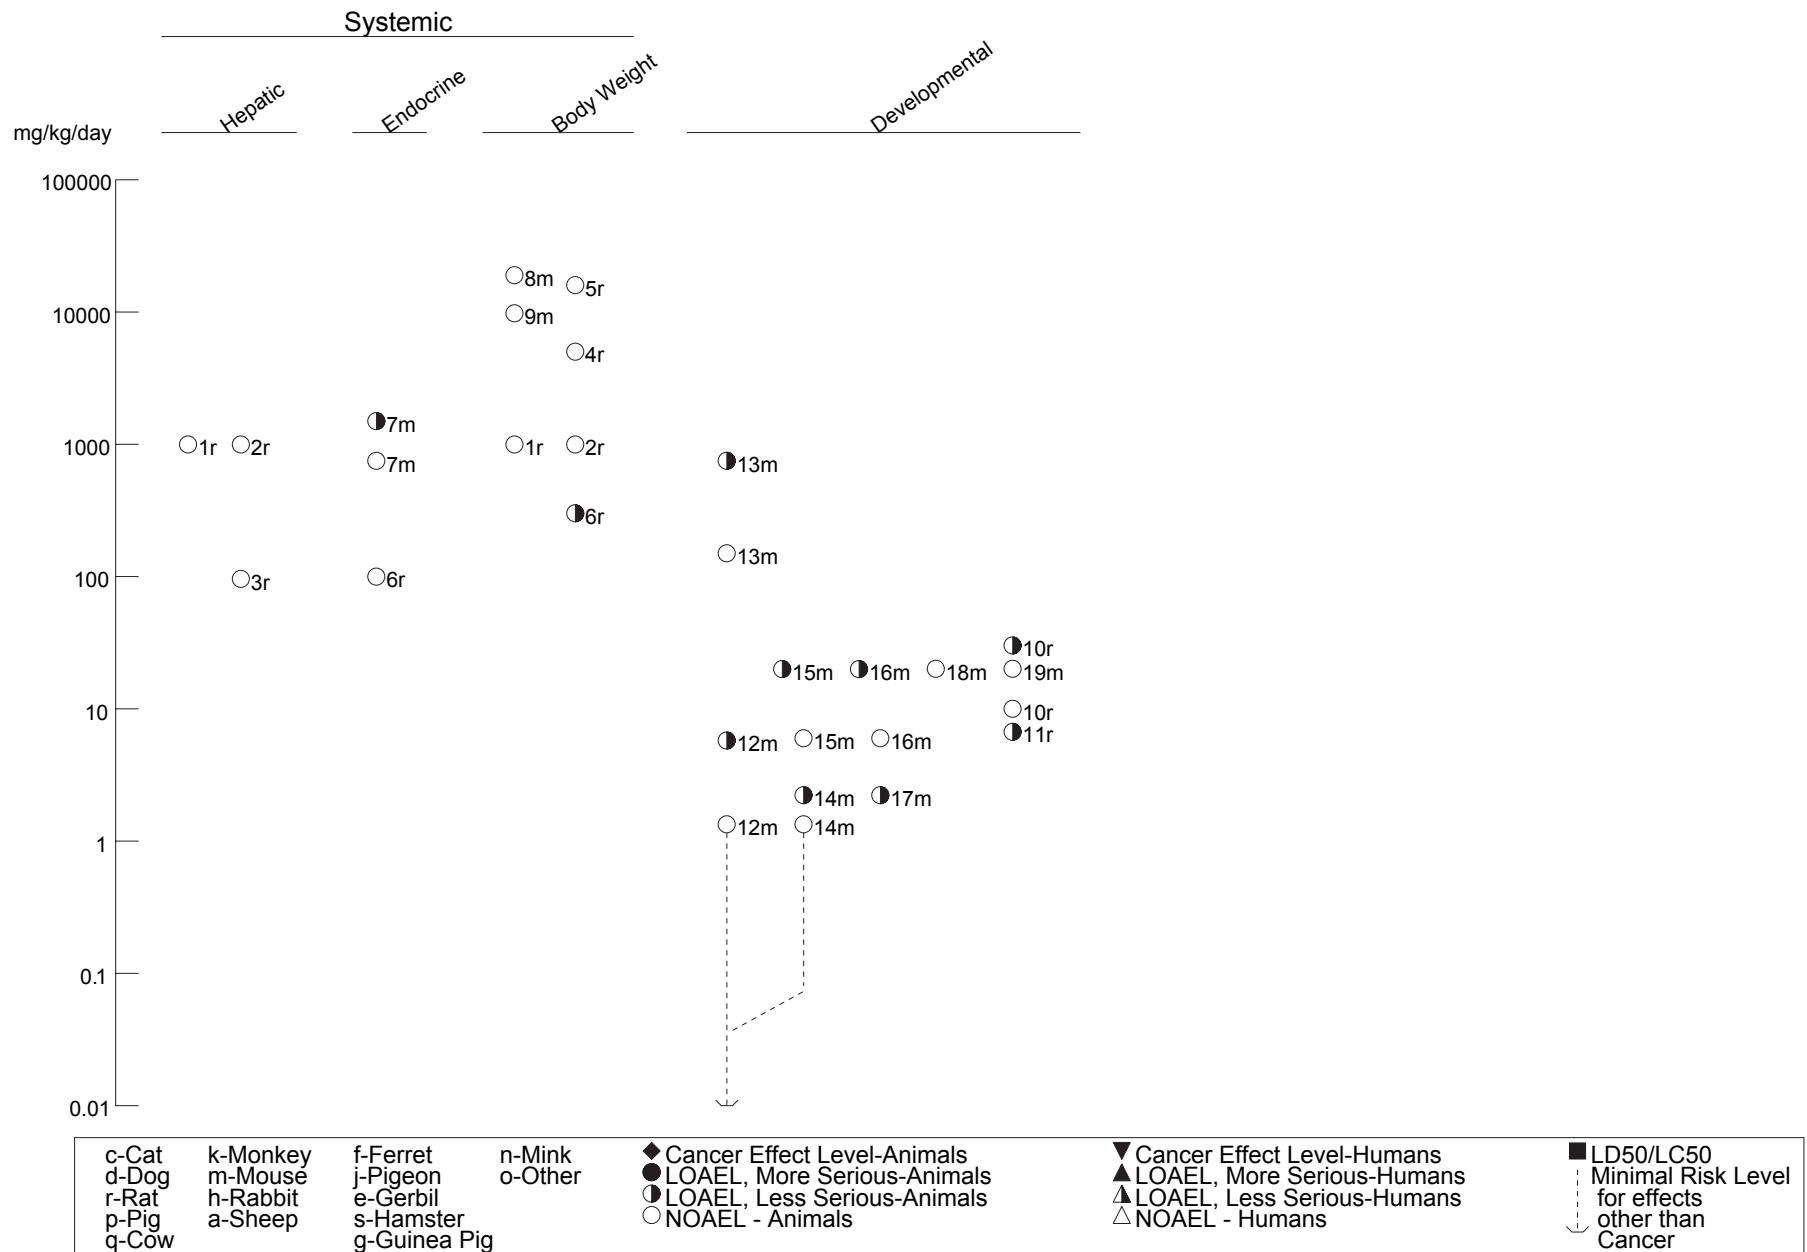 Systemic
Hepatic
Endocrine
Body Weight
Developmental
mg/kg/day
100000
8m
5r
10000
9m
4r
7m
1000
1r
2r
1r
2r
7m
13m
6r
13m
100
3r
6r
10r
15m
16m
18m
19m
10
10r
11r
12m
15m
16m
14m
17m
12m
14m
1
0.1
0.01
c-Cat k-Monkey f-Ferret n-Mink Cancer Effect Level-Animals Cancer Effect Level-Humans LD50/LC50
d-Dog m-Mouse j-Pigeon o-Other LOAEL, More Serious-Animals LOAEL, More Serious-Humans Minimal Risk Level
r-Rat h-Rabbit e-Gerbil LOAEL, Less Serious-Animals LOAEL, Less Serious-Humans for effects
p-Pig a-Sheep s-Hamster NOAEL - Animals NOAEL - Humans other than
q-Cow g-Guinea Pig Cancer